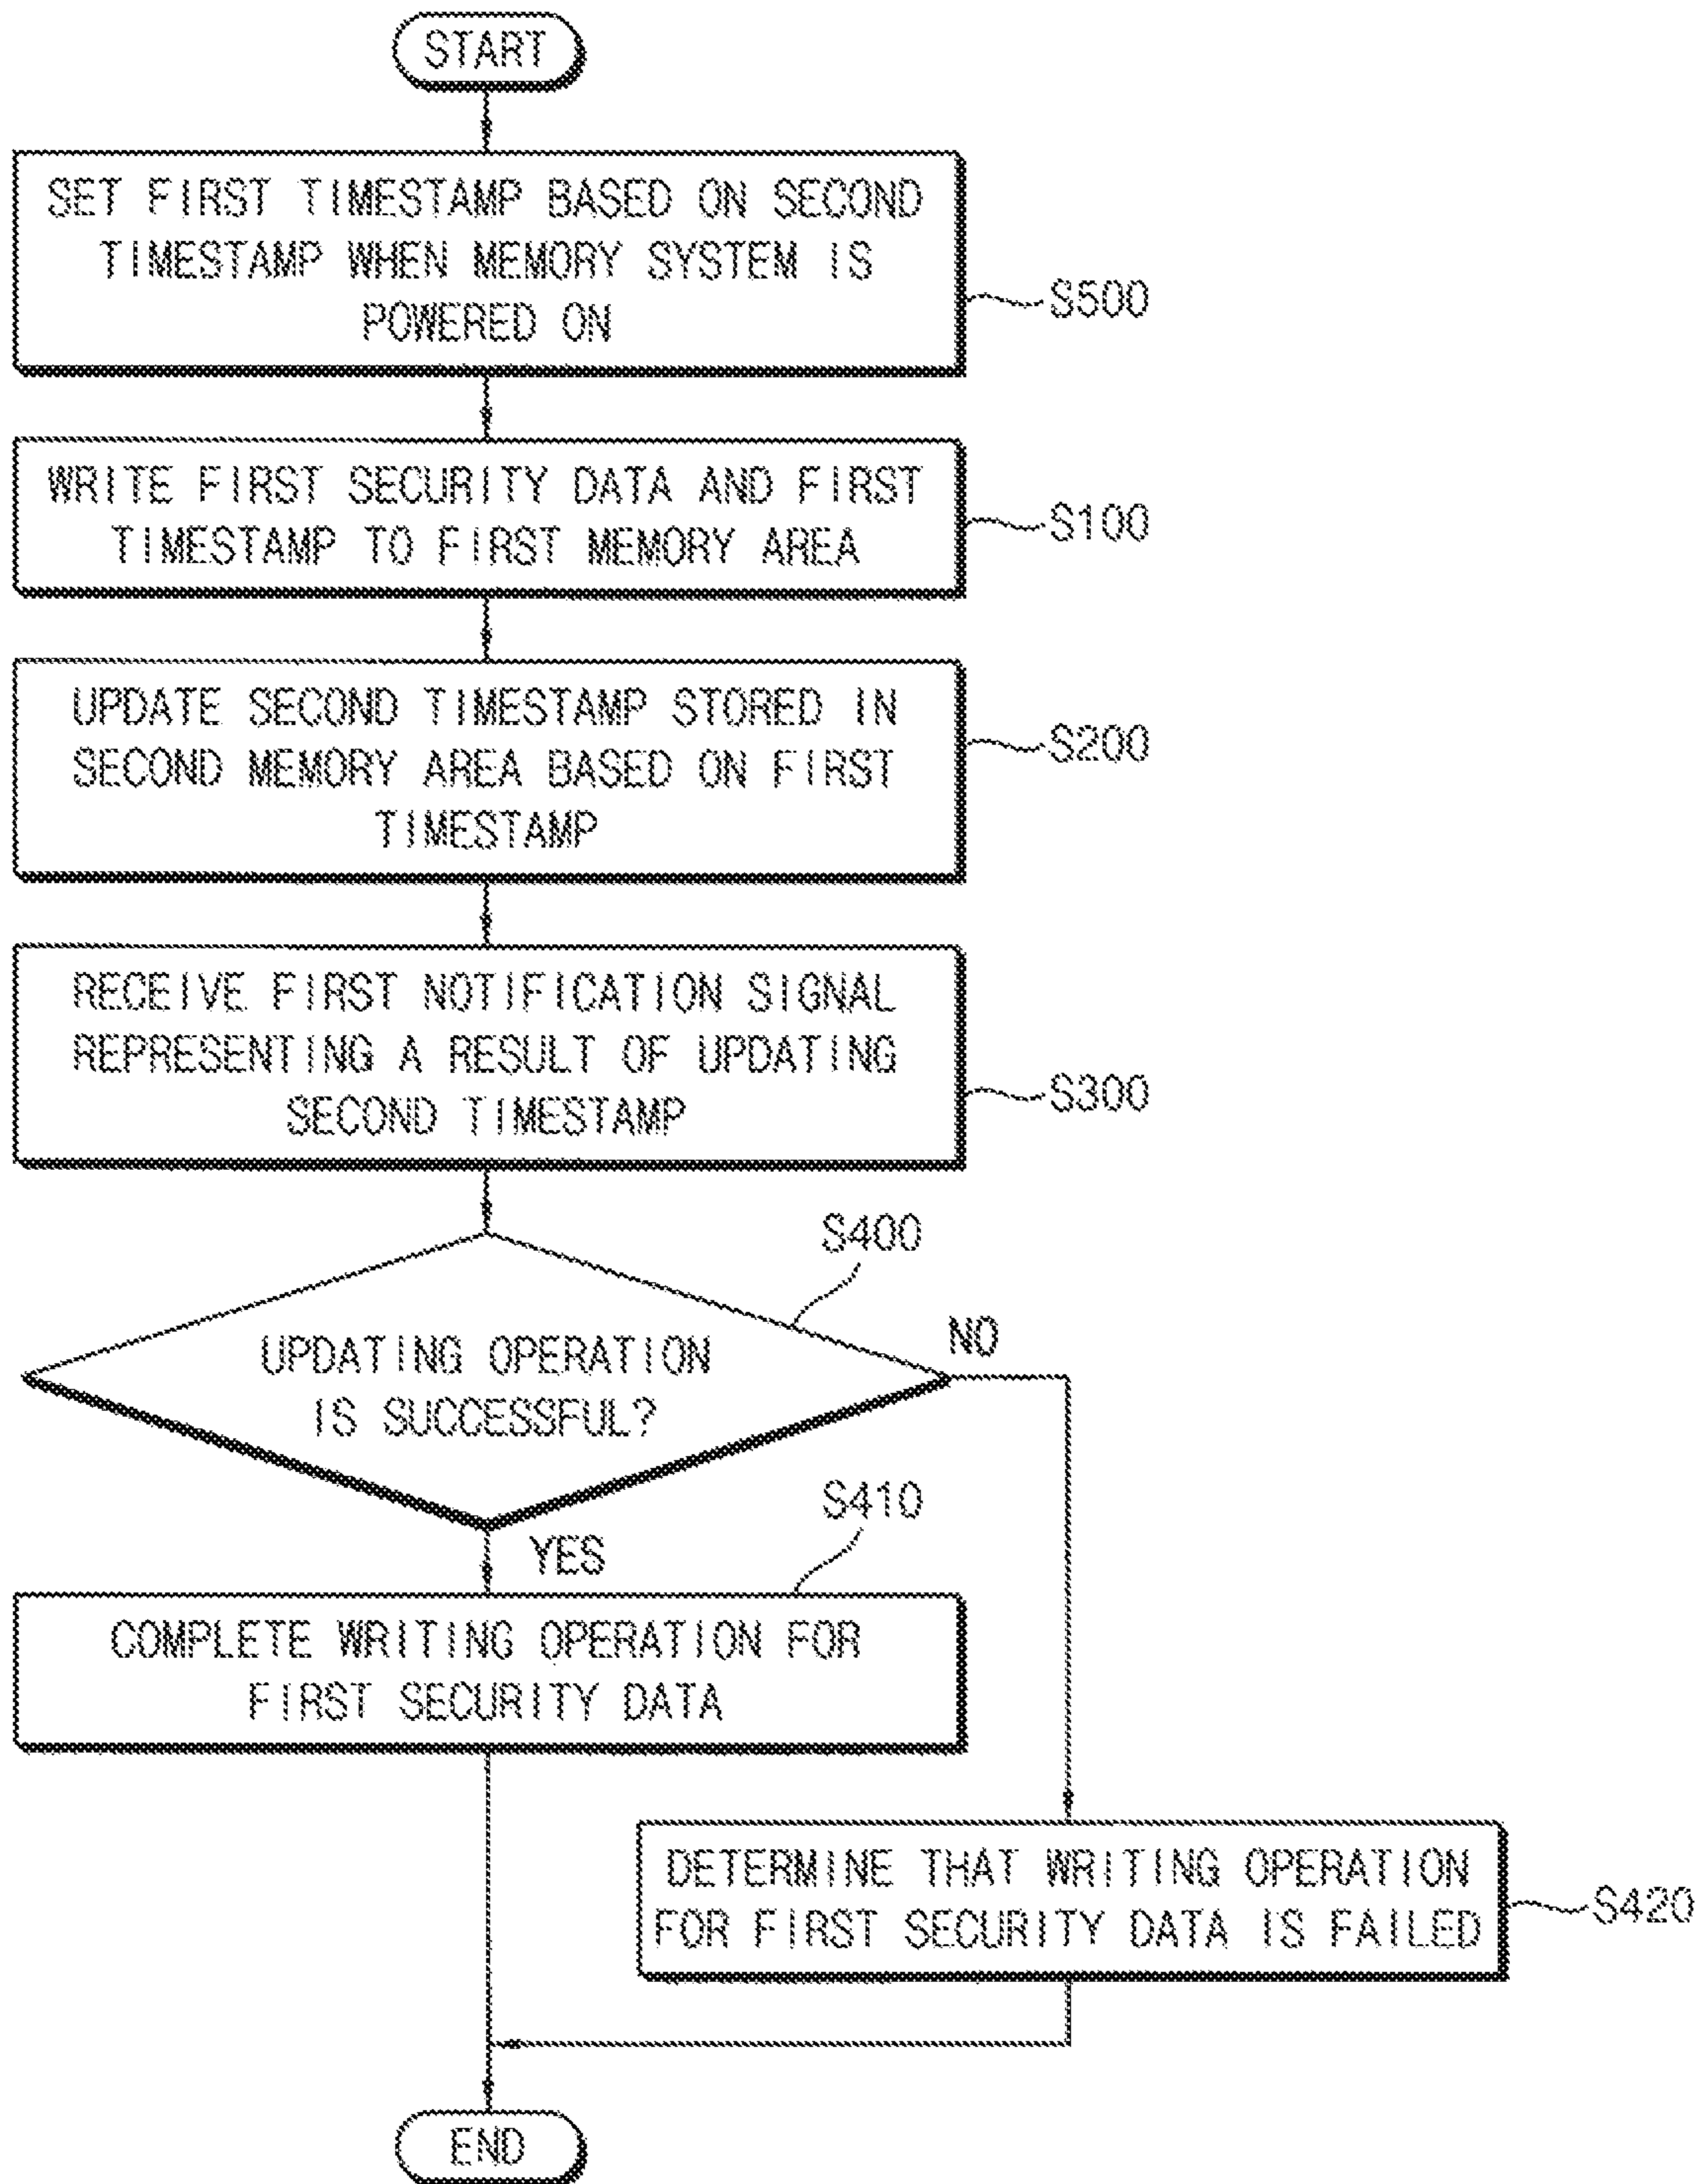 START
SET FIRST TIMESTAMP BASED ON SECOND
TIMESTAMP WHEN MEMORY SYSTEM IS
POWERED ON
S500
WRITE FIRST SECURITY DATA AND FIRST
TIMESTAMP TO FIRST MEMORY AREA
S100
UPDATE SECOND TIMESTAMP STORED IN
SECOND MEMORY AREA BASED ON FIRST
TIMESTAMP
S200
RECEIVE FIRST NOTIFICATION SIGNAL
REPRESENTING A RESULT OF UPDATING
SECOND TIMESTAMP
S300
S400
UPDATING OPERATION
IS SUCCESSFUL?
NO
YES
S410
COMPLETE WRITING OPERATION FOR
FIRST SECURITY DATA
DETERMINE THAT WRITING OPERATION
FOR FIRST SECURITY DATA IS FAILED
S420
END